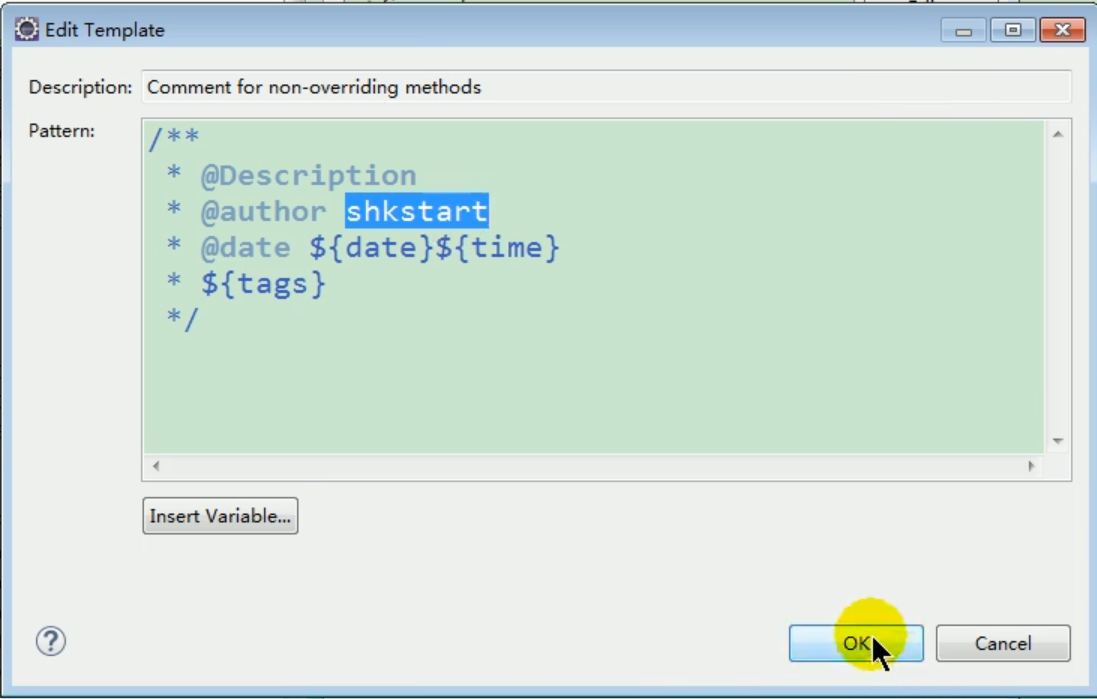 Edit Template
Description: Comment for non-overriding methods
Pattern:
/**
* @Description
* @author shkstart
* @date ${date}${time}
* ${tags}
*/
Insert Variable...
?
OK
Cancel